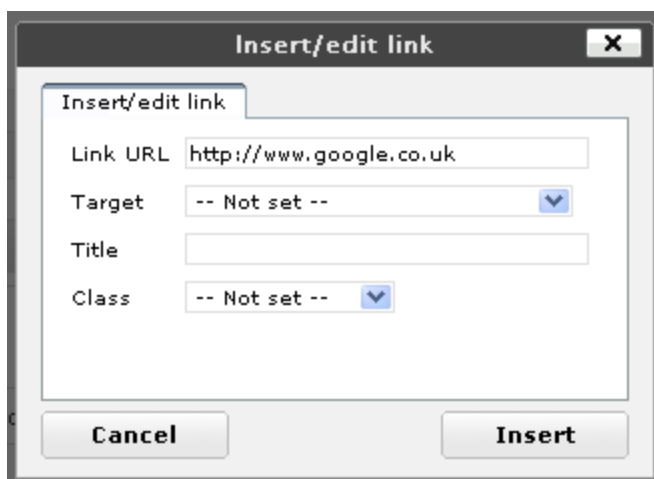 Insert/edit link X
Insert/edit link
Link URL http://www.google.co.uk
Target -- Not set --
Title
Class -- Not set --
Cancel Insert